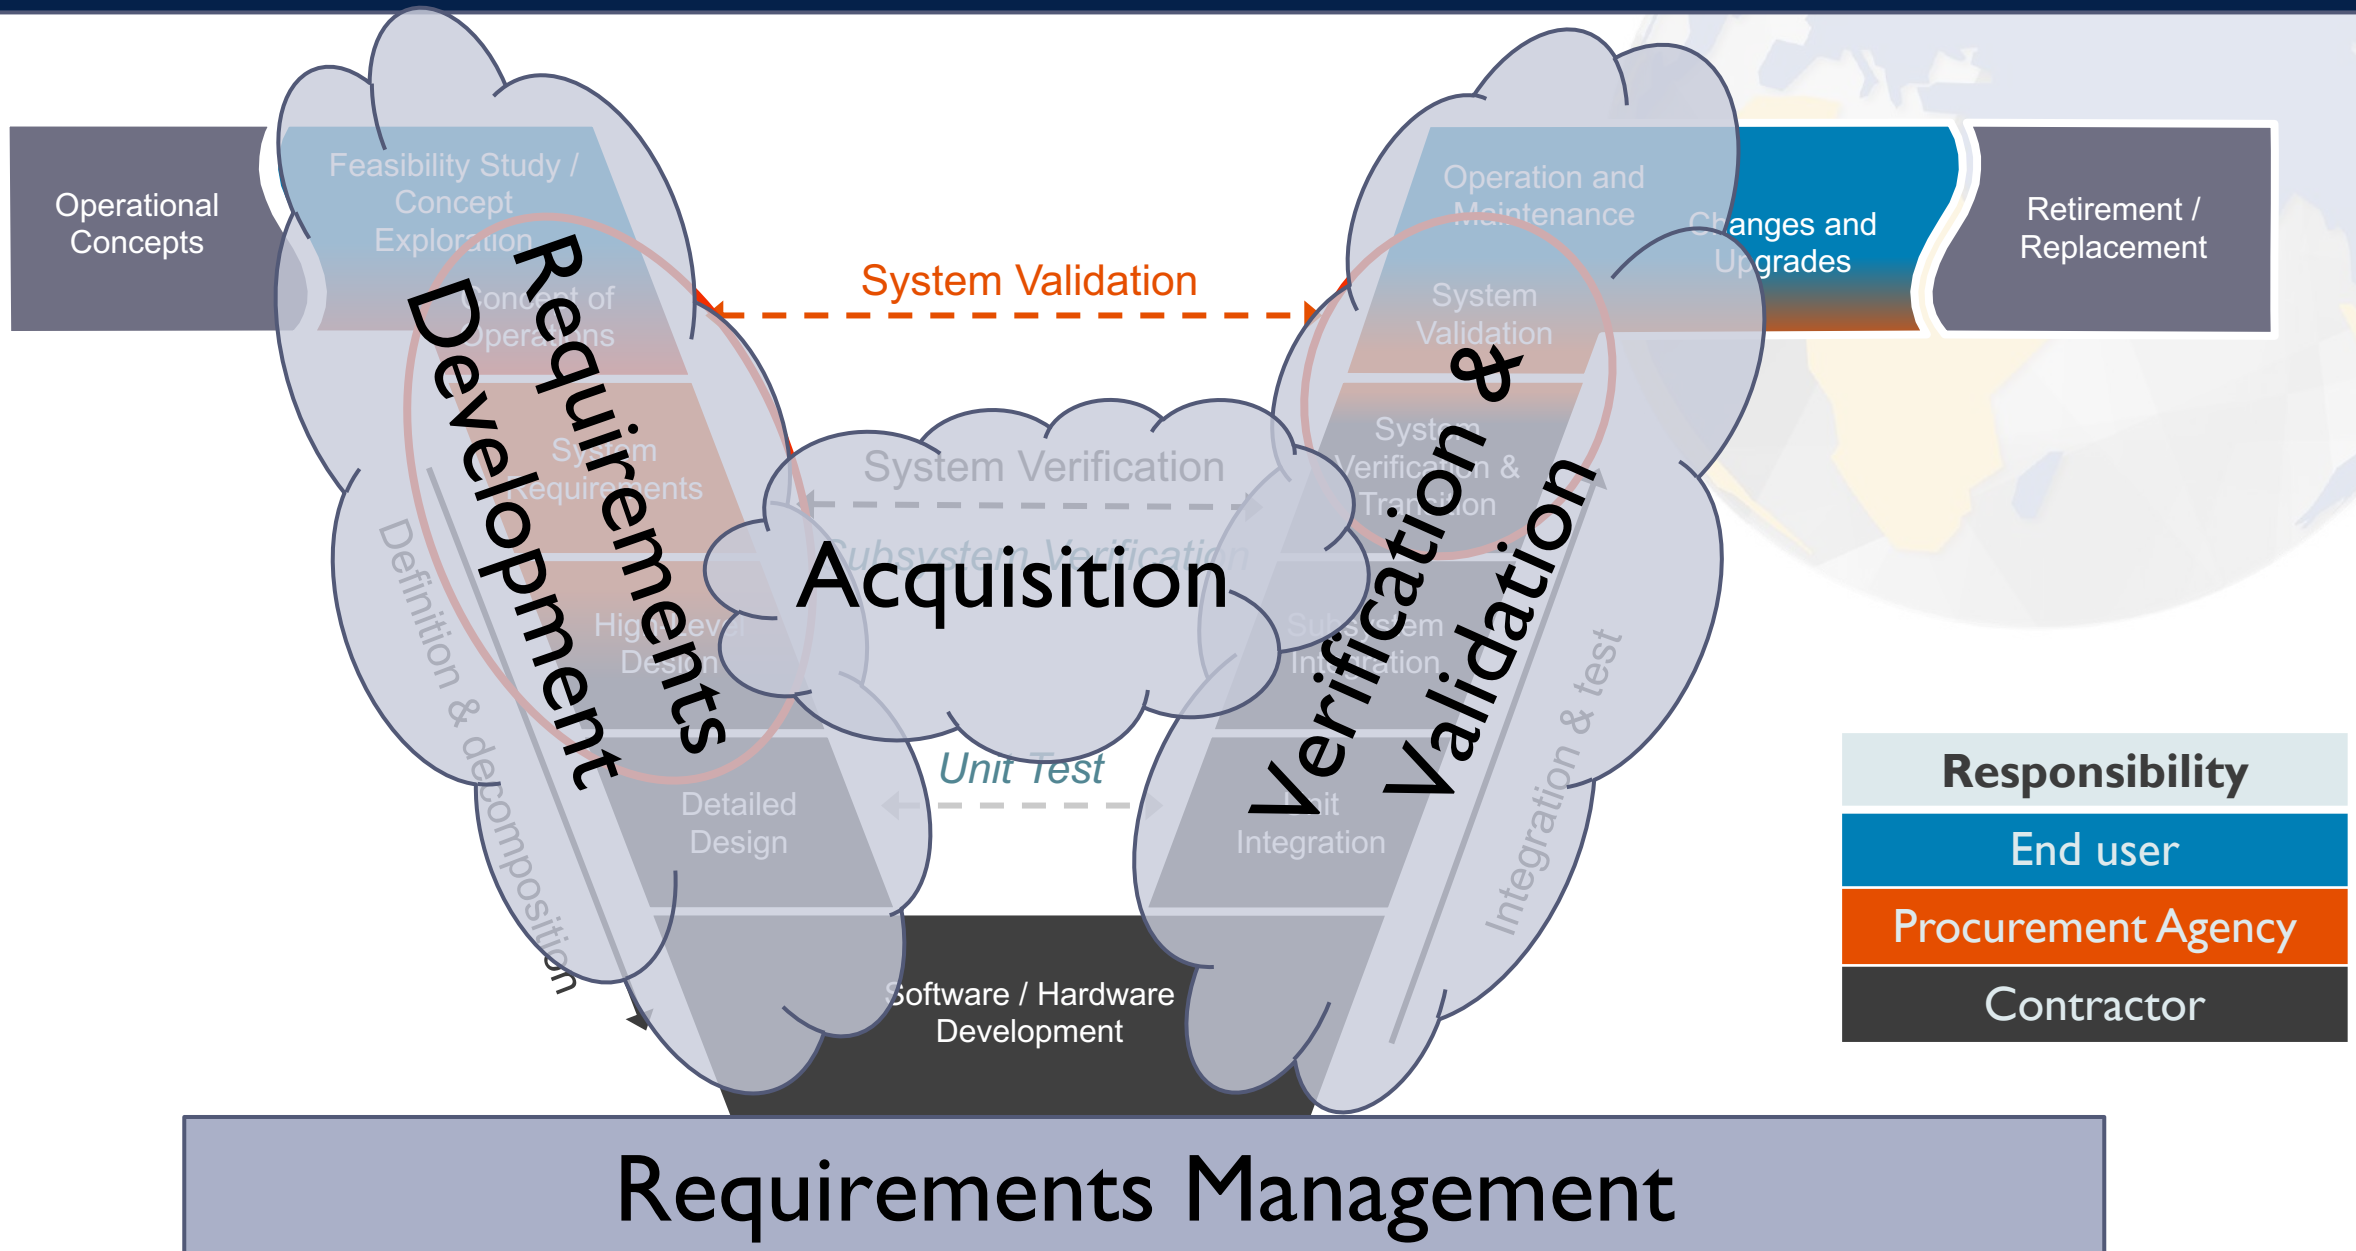 Operational
Concepts
Feasibility Study /
Concept
Exploration
Concept of
Operations
System
Requirements
High-Level
Design
Detailed
Design
Definition & decomposition
Requirements
Development
System Validation
System Verification
Subsystem Verification
Acquisition
Unit Test
Software / Hardware
Development
Operation and
Maintenance
System
Validation
System
Verification &
Transition
Subsystem
Integration
Unit
Integration
Verification &
Validation
Integration & test
Changes and
Upgrades
Retirement /
Replacement
Responsibility
End user
Procurement Agency
Contractor
Requirements Management